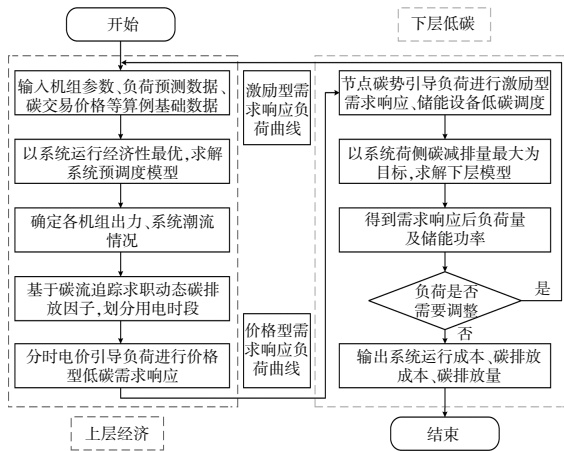 开始
输入机组参数、负荷预测数据、
碳交易价格等算例基础数据
以系统运行经济性最优,求解
系统预调度模型
确定各机组出力、系统潮流
情况
基于碳流追踪求职动态碳排
放因子,划分用电时段
分时电价引导负荷进行价格
型低碳需求响应
上层经济
激励型需
求响应负
荷曲线
价格型需
求响应负
荷曲线
下层低碳
节点碳势引导负荷进行激励型
需求响应、储能设备低碳调度
以系统荷侧碳减排量最大为
目标,求解下层模型
得到需求响应后负荷量
及储能功率
负荷是否
需要调整
是
否
输出系统运行成本、碳排放
成本、碳排放量
结束